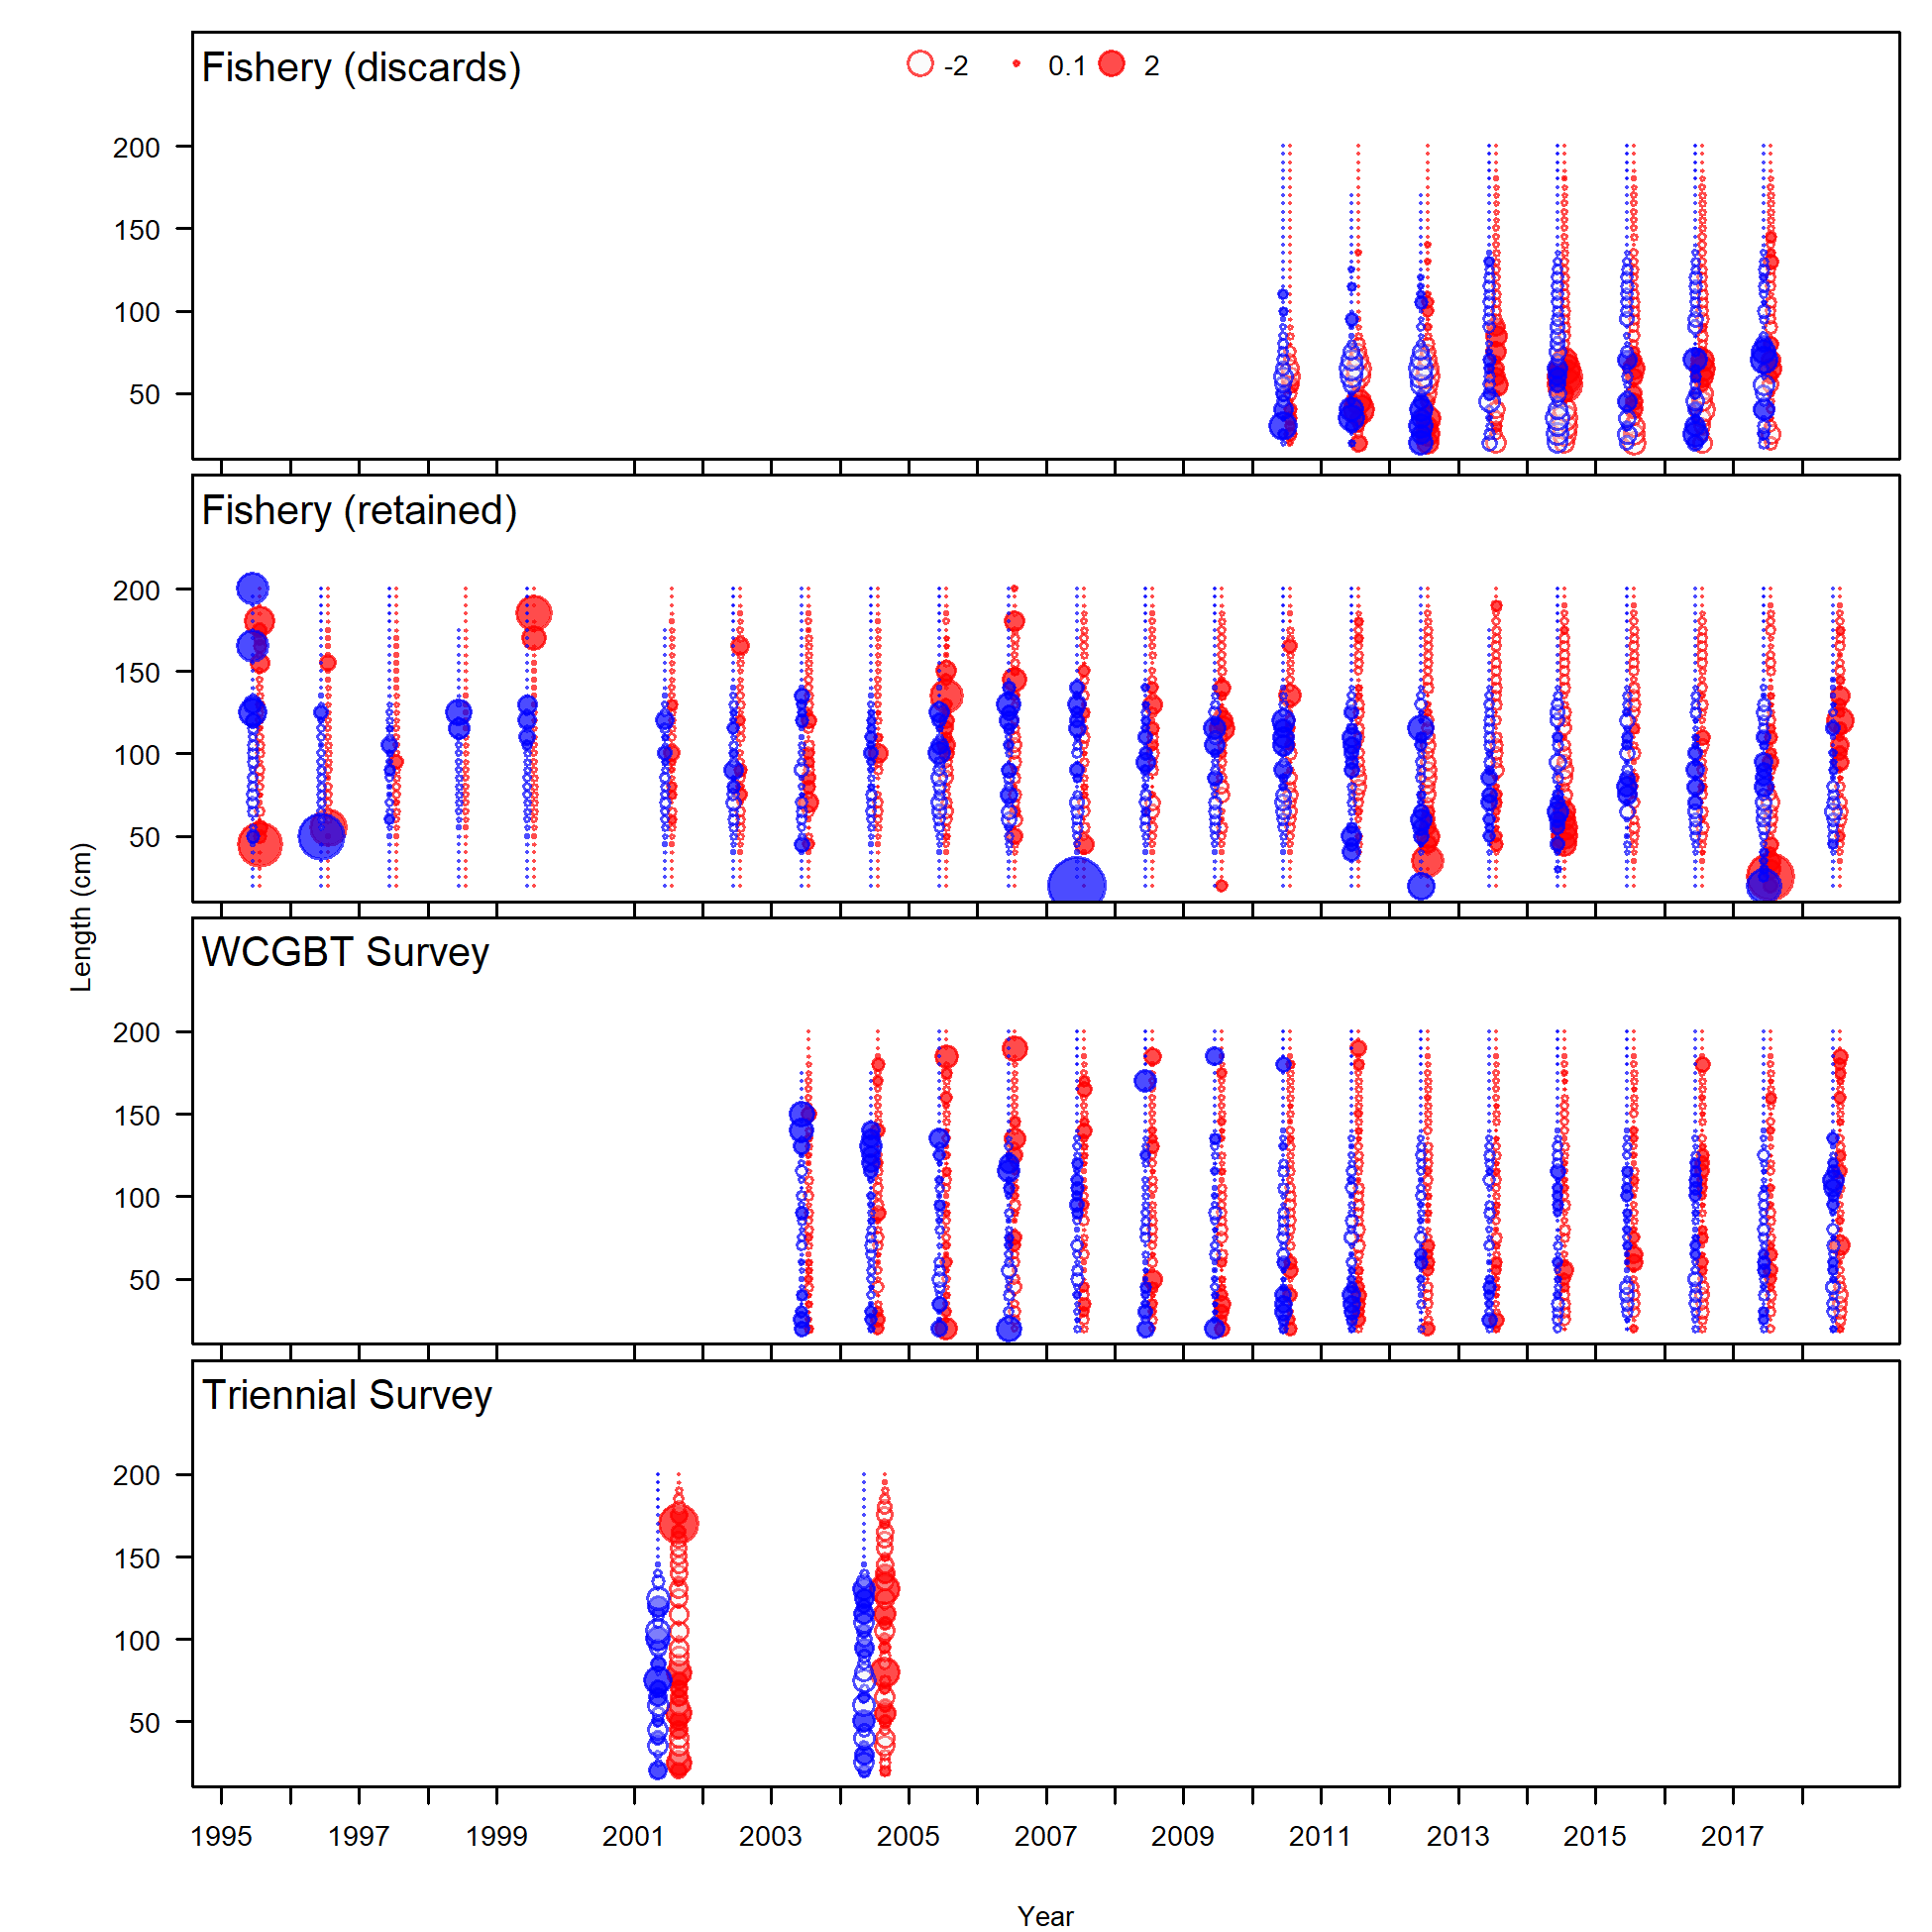 Fishery (discards)
-2 0.1 2
200
150
100
50
Fishery (retained)
200
150
100
50
Length (cm)
WCGBT Survey
200
150
100
50
Triennial Survey
200
150
100
50
1995 1997 1999 2001 2003 2005 2007 2009 2011 2013 2015 2017
Year